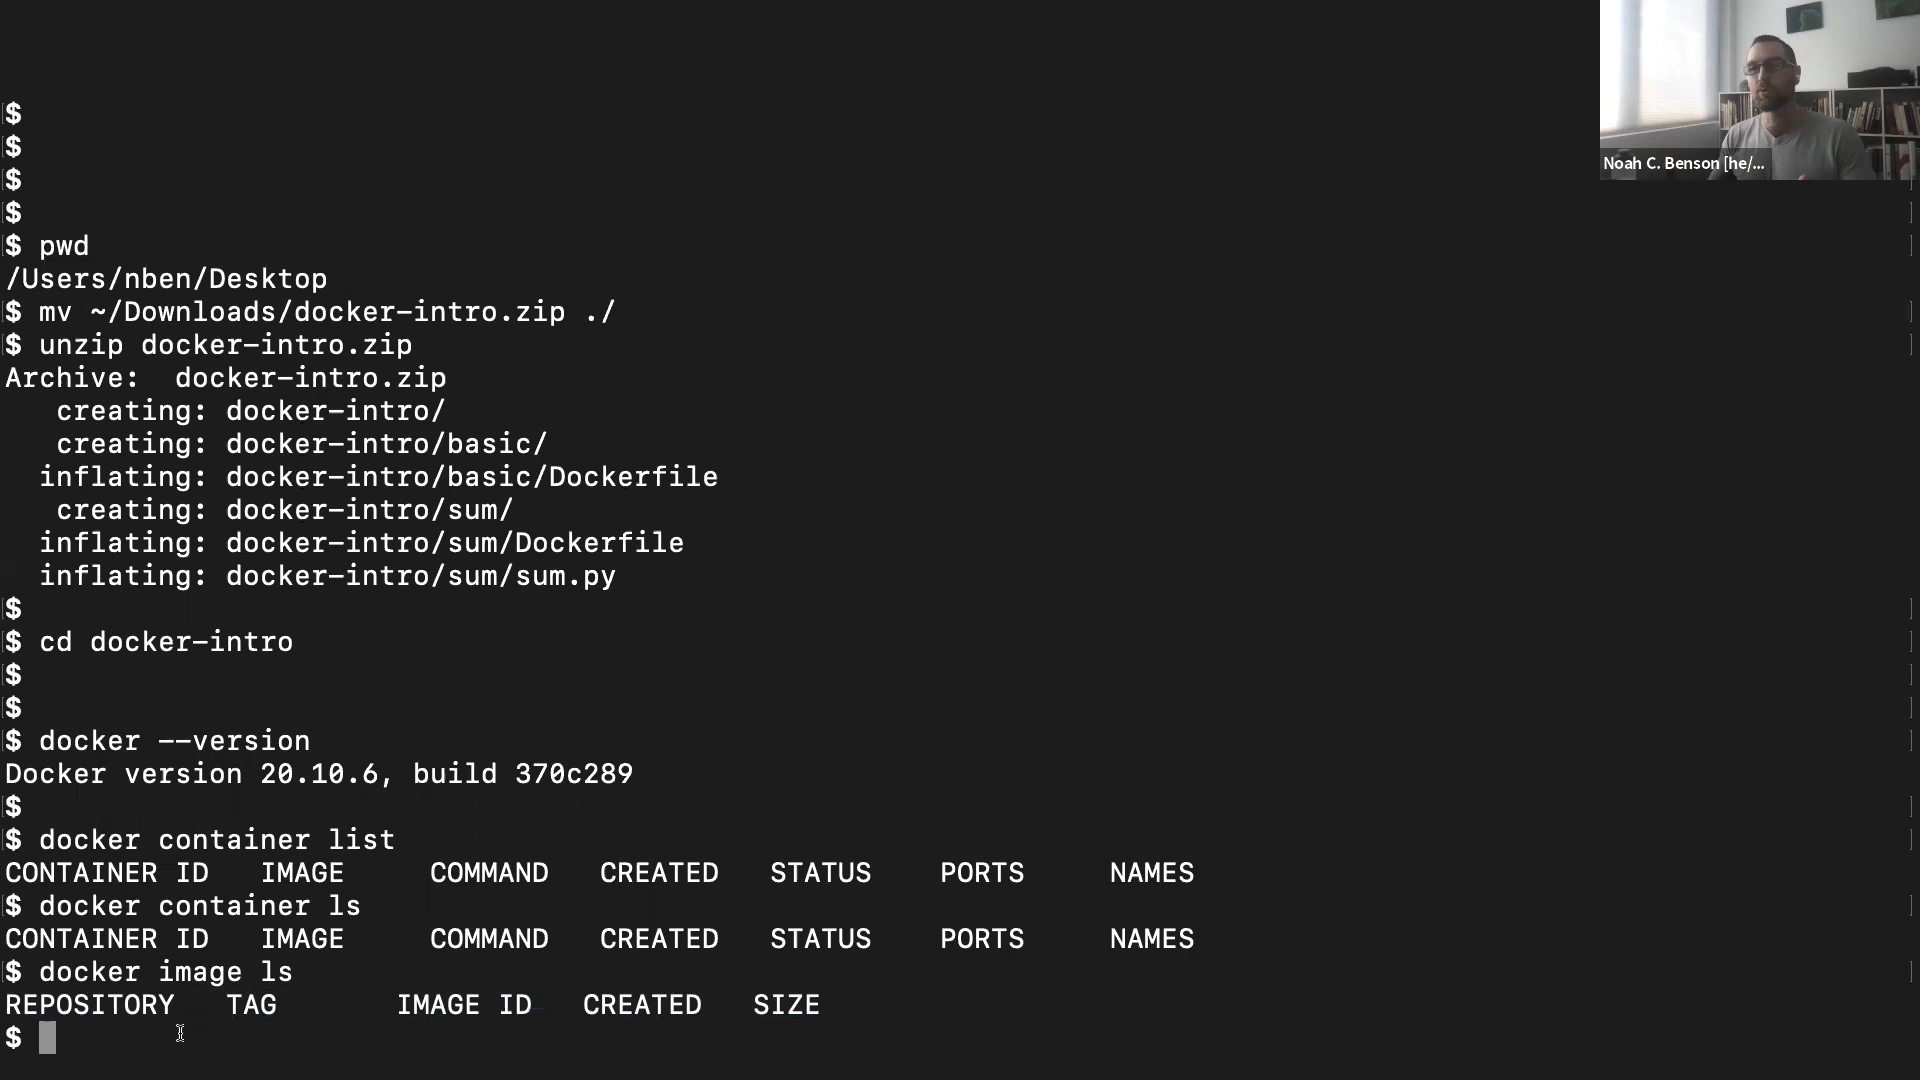 $
$
$
$
$ pwd
/Users/nben/Desktop
$ mv ~/Downloads/docker-intro.zip ./
$ unzip docker-intro.zip
Archive:  docker-intro.zip
   creating: docker-intro/
   creating: docker-intro/basic/
  inflating: docker-intro/basic/Dockerfile
   creating: docker-intro/sum/
  inflating: docker-intro/sum/Dockerfile
  inflating: docker-intro/sum/sum.py
$
$ cd docker-intro
$
$
$ docker --version
Docker version 20.10.6, build 370c289
$
$ docker container list
CONTAINER ID   IMAGE     COMMAND   CREATED   STATUS    PORTS     NAMES
$ docker container ls
CONTAINER ID   IMAGE     COMMAND   CREATED   STATUS    PORTS     NAMES
$ docker image ls
REPOSITORY   TAG       IMAGE ID   CREATED   SIZE
$
Noah C. Benson [he/...